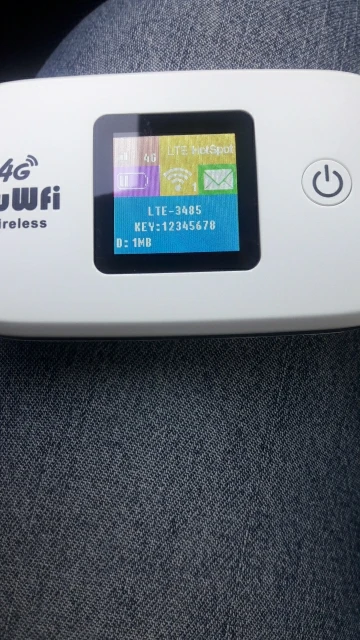 4G
uWfi
ireless
4G LTE HotSpot
1
LTE-3485
KEY:12345678
D: 1MB